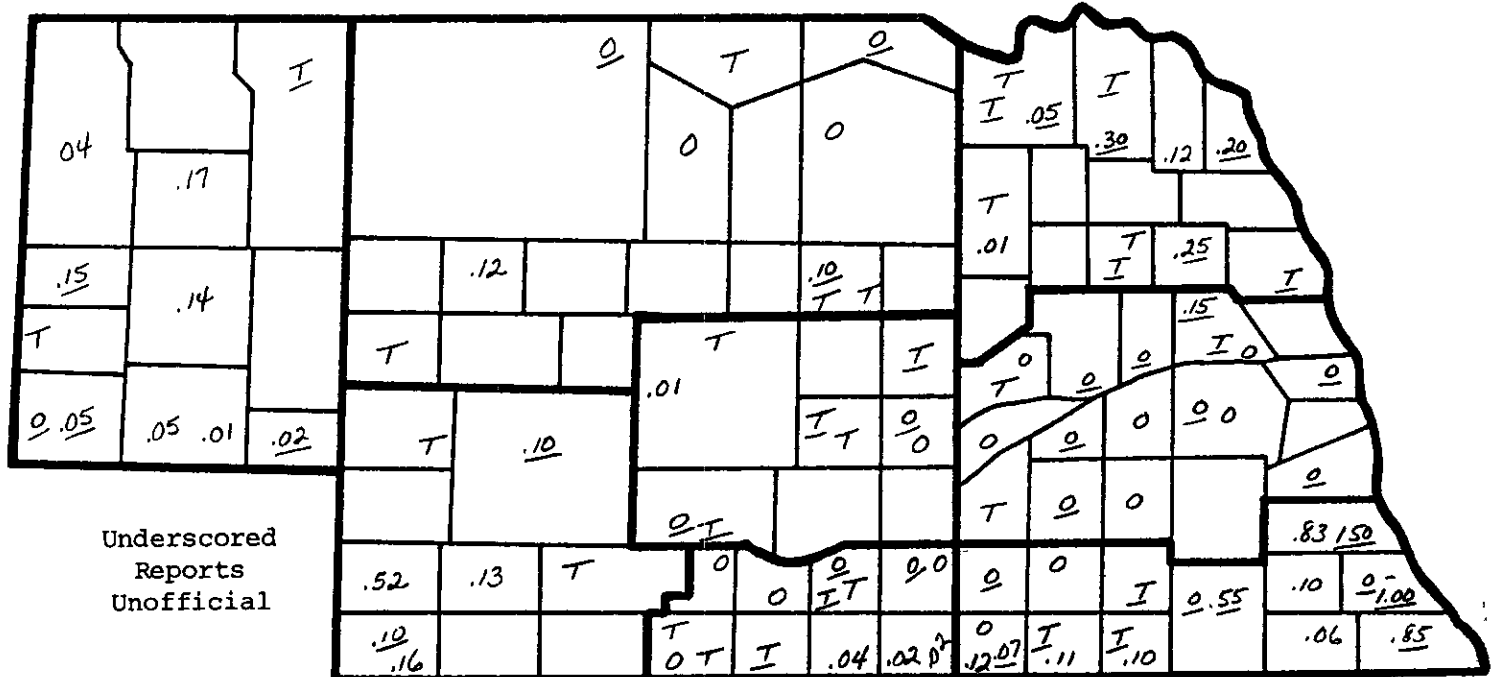 0 T 0
I
T
I .05
I
.30
.12 .20
04
.17
0
0
T
.01
.15
.14
.12
.10
T T
T
I
.25
I
T
T
T
.01
I
.15
I 0
0
T
0
0
0
0 .05
.05 .01
.02
T
.10
I
T
0
0
0
0
0
0 0
T
0
0
0
0 I
Underscored
Reports
Unofficial
.52
.13
T
0
0
0
I T
0 0
0
0
I
0 .55
.83 1.50
.10
0-
1.00
.10
.16
T
0 T
I
.04
.02
0
.12 .07
I
.11
I
.10
.06
.85